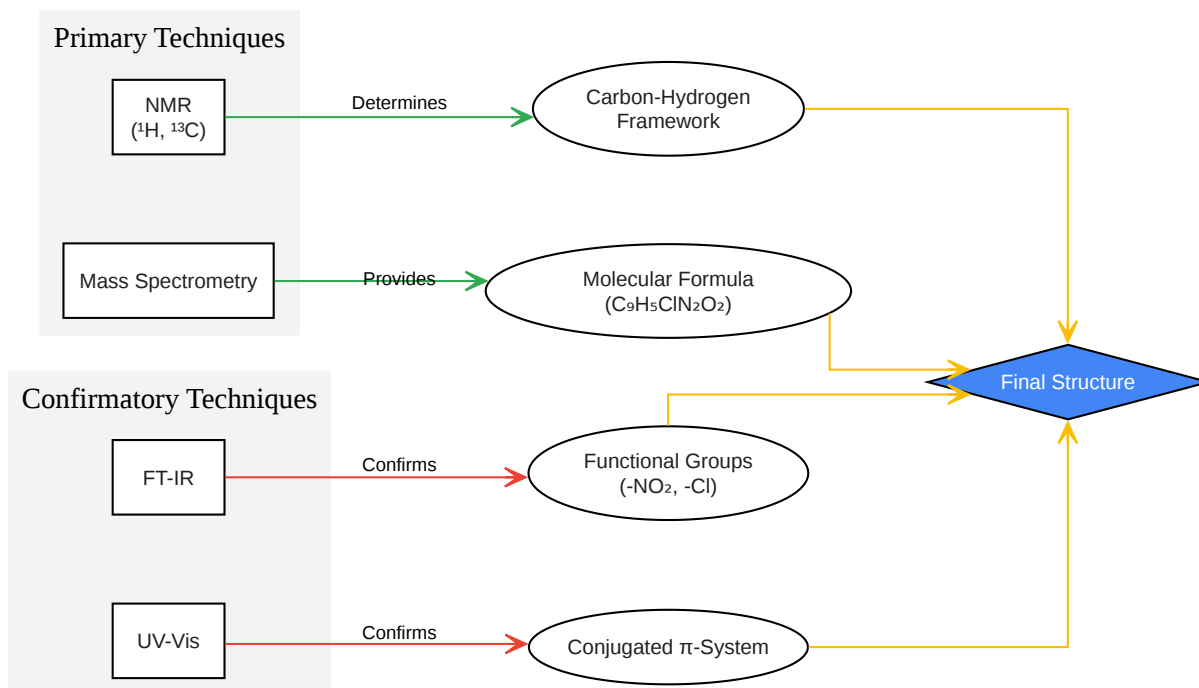 Primary Techniques
NMR
(¹H, ¹³C)
Determines
Carbon-Hydrogen
Framework
Mass Spectrometry
Provides
Molecular Formula
(C₉H₅ClN₂O₂)
Final Structure
Confirmatory Techniques
FT-IR
Confirms
Functional Groups
(-NO₂, -Cl)
UV-Vis
Confirms
Conjugated π-System